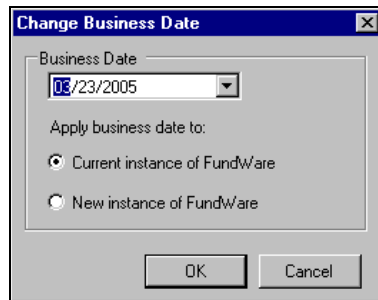 Change Business Date
Business Date
03/23/2005
Apply business date to:
Current instance of FundWare
New instance of FundWare
OK Cancel